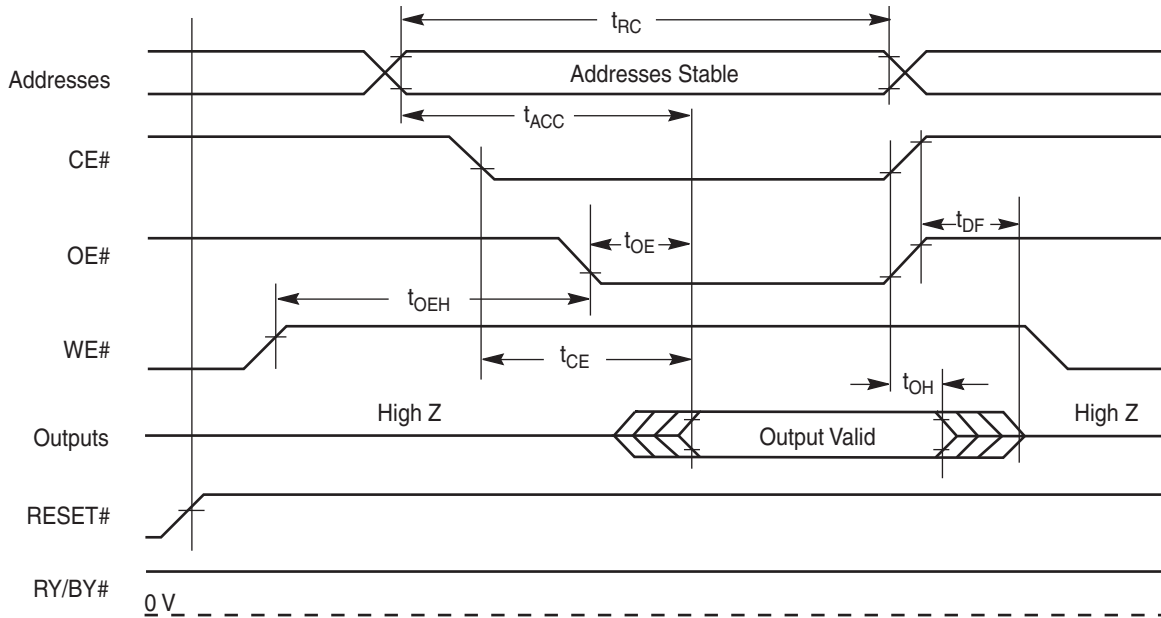 tRC
Addresses
Addresses Stable
tACC
CE#
tOE
tDF
OE#
tOEH
WE#
tCE
tOH
High Z
High Z
Outputs
Output Valid
RESET#
RY/BY#
0 V